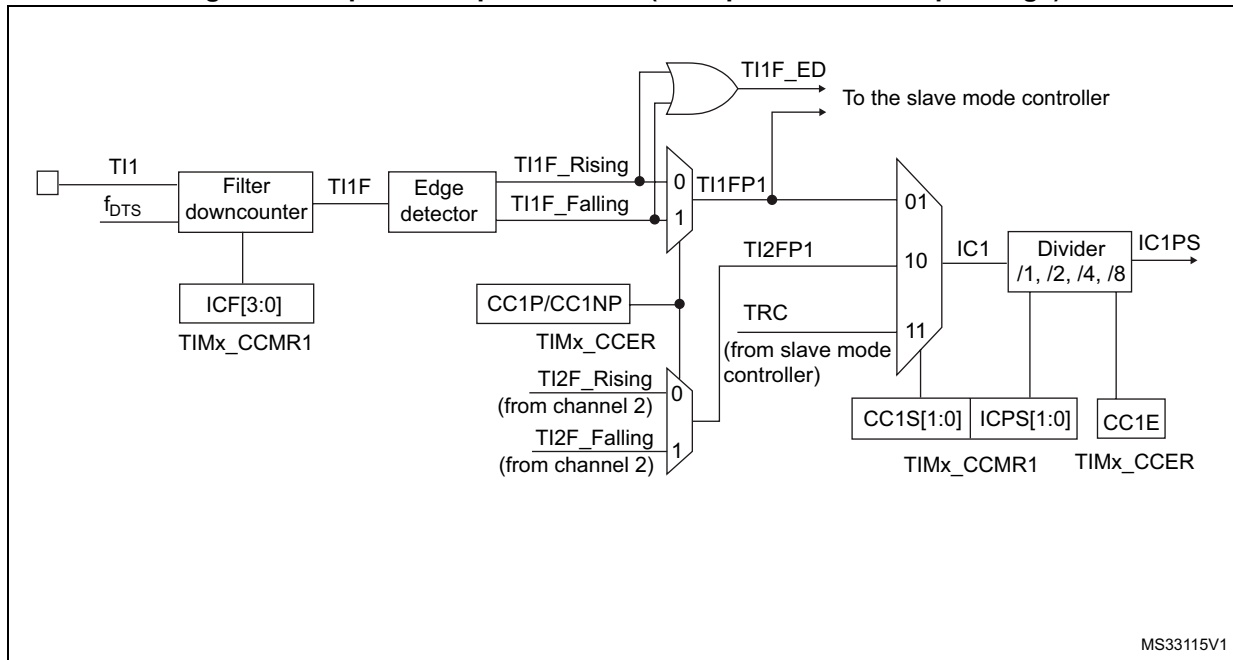 TI1F_ED
To the slave mode controller
TI1
f_DTS
Filter
downcounter
TI1F
Edge
detector
TI1F_Rising
TI1F_Falling
0
1
TI1FP1
01
TI2FP1
10
IC1
Divider
/1, /2, /4, /8
IC1PS
ICF[3:0]
TIMx_CCMR1
CC1P/CC1NP
TIMx_CCER
TRC
11
(from slave mode
controller)
TI2F_Rising
0
(from channel 2)
TI2F_Falling
1
(from channel 2)
CC1S[1:0]
ICPS[1:0]
CC1E
TIMx_CCMR1
TIMx_CCER
MS33115V1